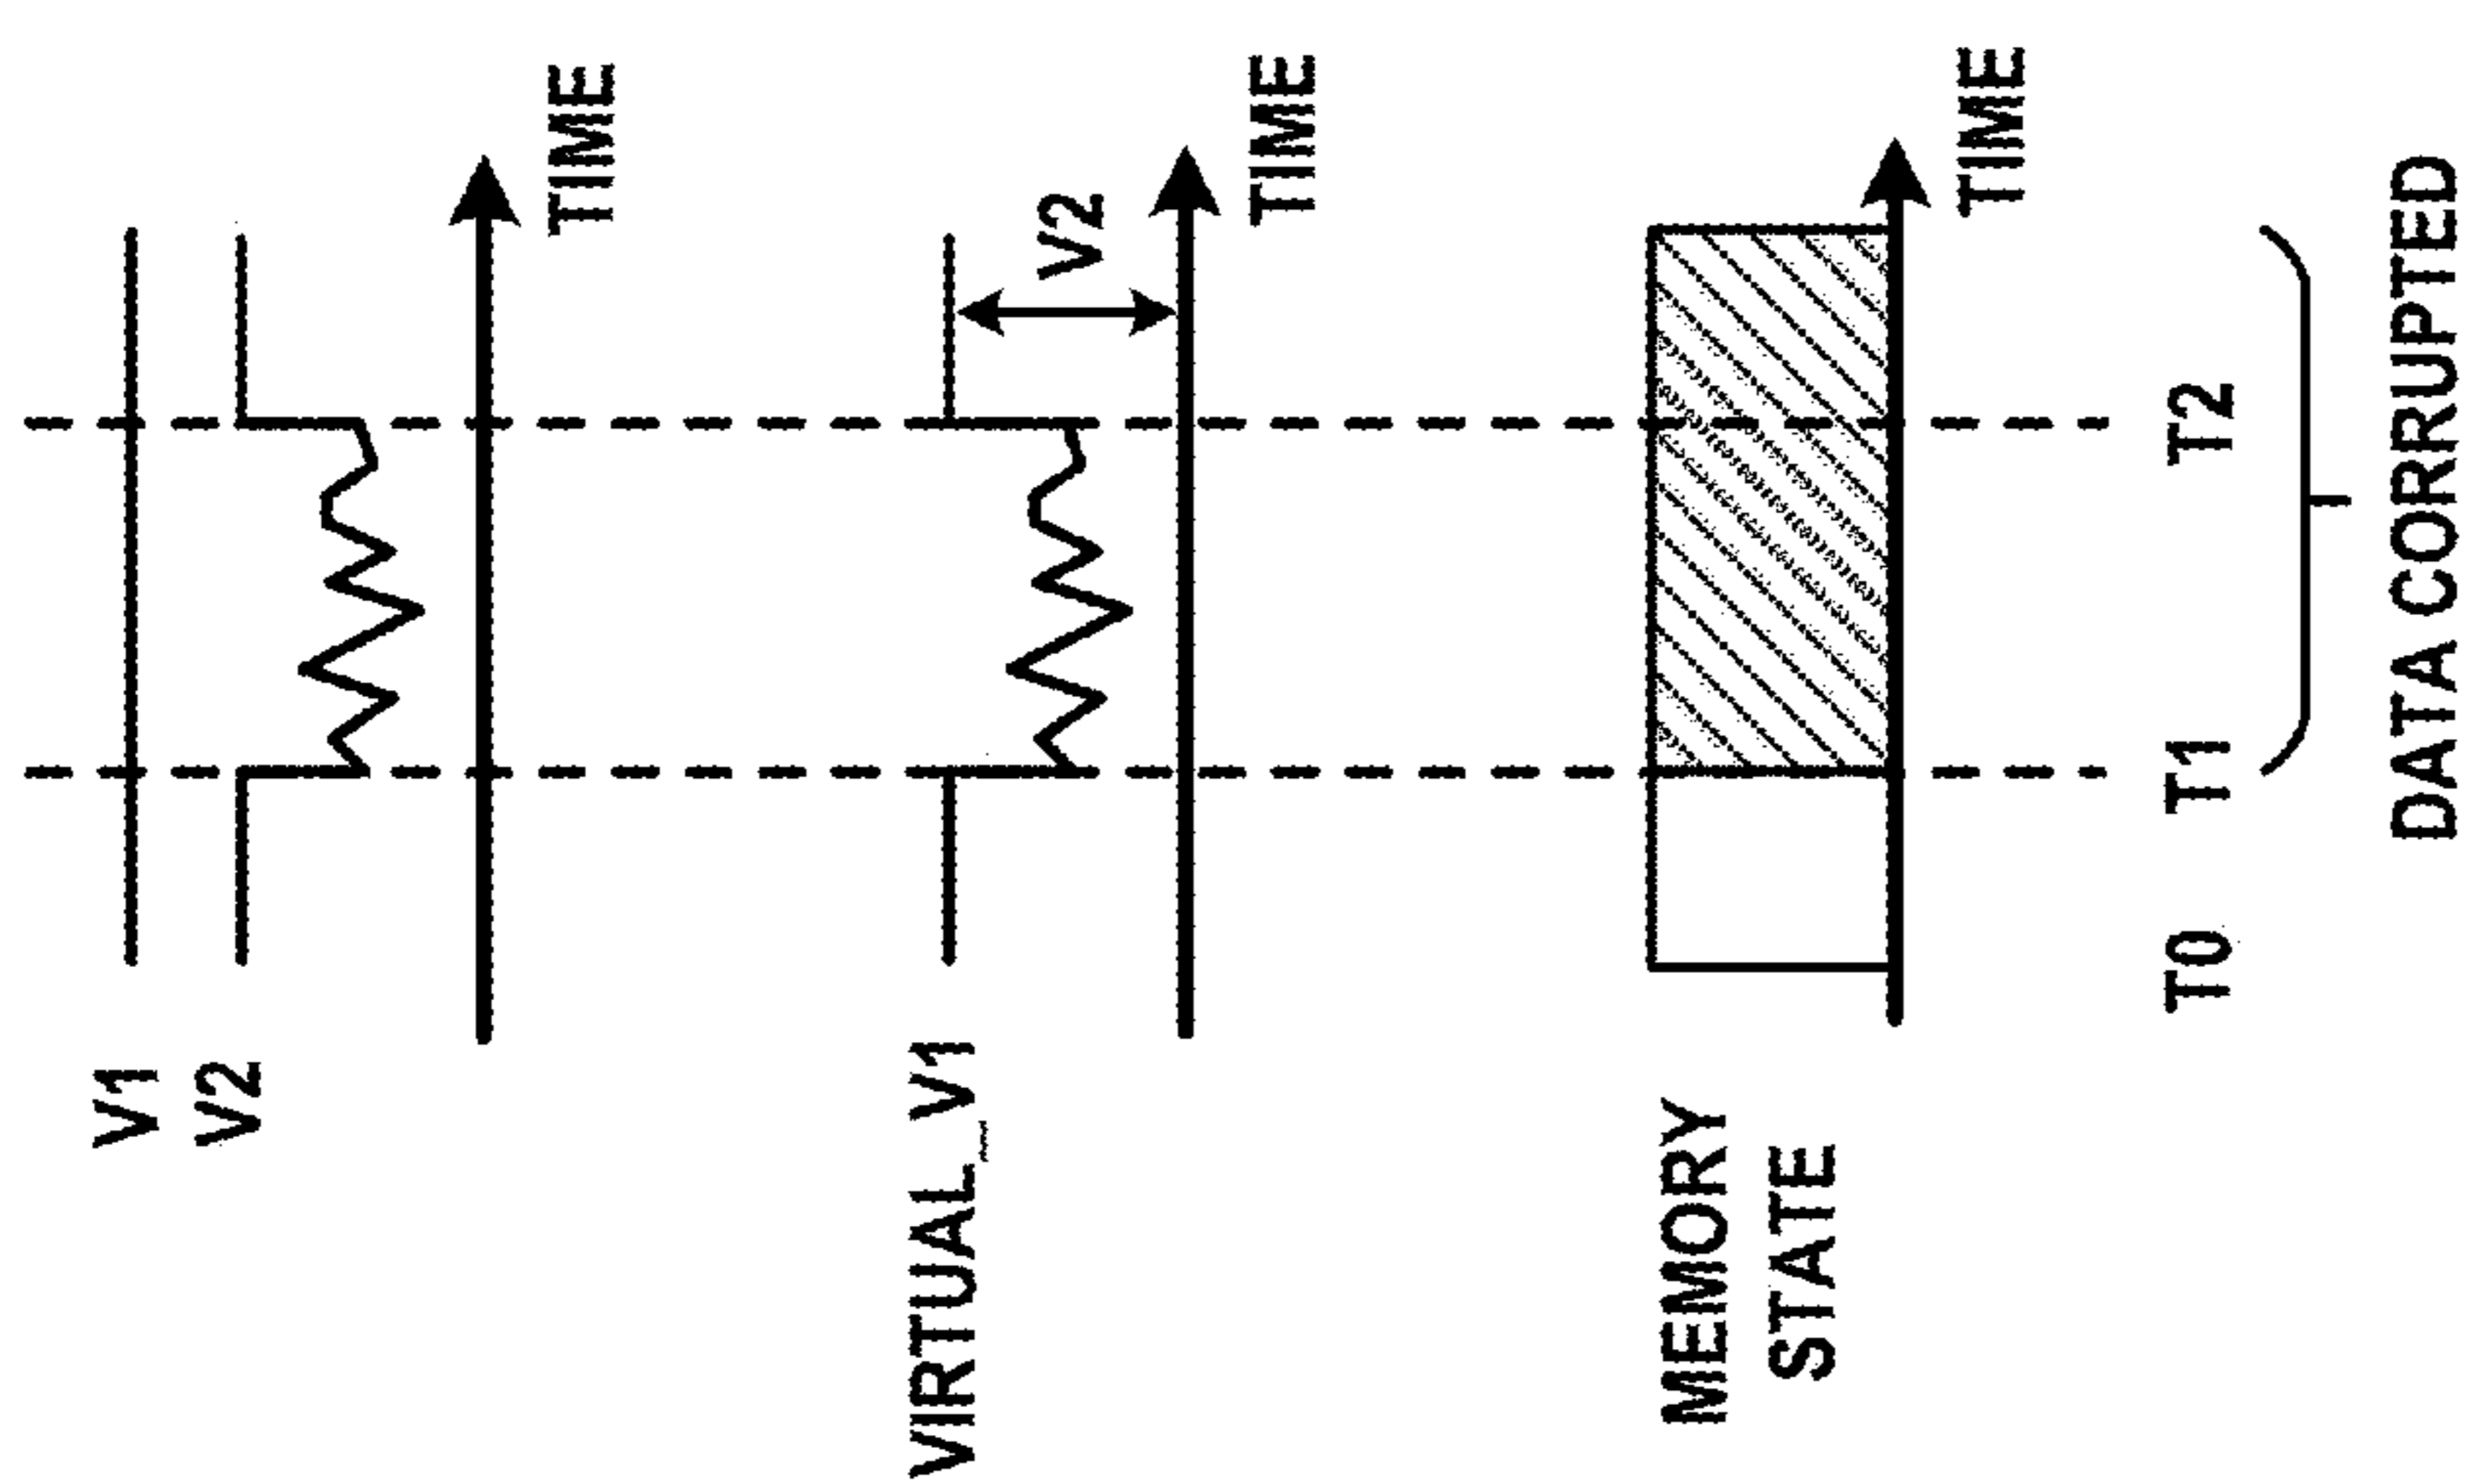 V1
V2
TIME
VIRTUAL_V1
V2
TIME
MEMORY
STATE
TIME
T0 T1 T2
DATA CORRUPTED